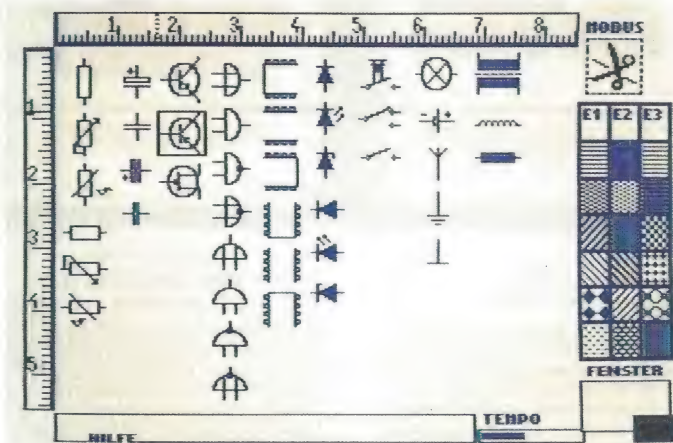 1 2 3 4 5 6 7 8
MODUS
1
2
3
4
5
E1 E2 E3
FENSTER
TEMPO
HILFE